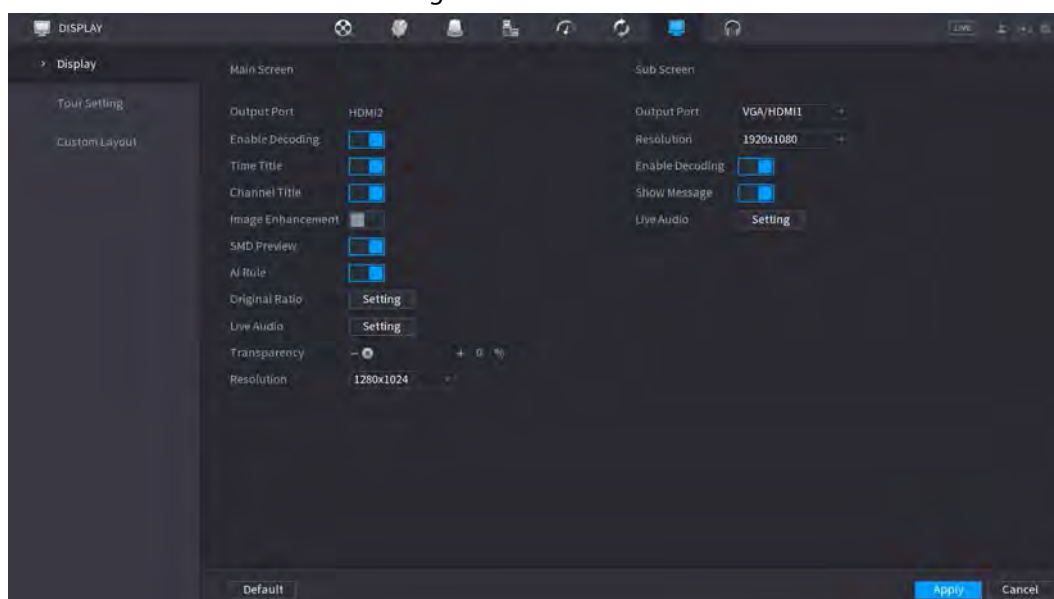 DISPLAY
LIVE
Display
Tour Setting
Custom Layout
Main Screen
Output Port HDMI2
Enable Decoding
Time Title
Channel Title
Image Enhancement
SMD Preview
AI Rule
Original Ratio Setting
Live Audio Setting
Transparency − + 0 %
Resolution 1280x1024
Sub Screen
Output Port VGA/HDMI1
Resolution 1920x1080
Enable Decoding
Show Message
Live Audio Setting
Default
Apply Cancel